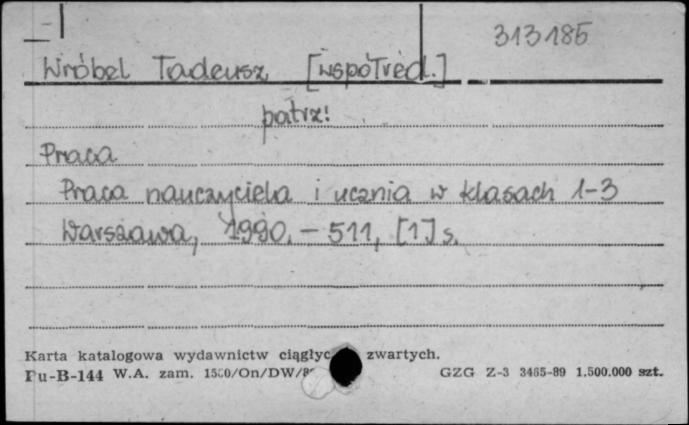 313185
Wróbel Tadeusz [współred.]
patrz!
Praca
Praca nauczyciela i ucznia w klasach 1-3
Warszawa, 1990. – 511, [1] s.
Karta katalogowa wydawnictw zwartych.
Pu-B-144 W.A. zam. 1500/On/DW/8 GZG Z-3 3465-89 1.500.000 szt.